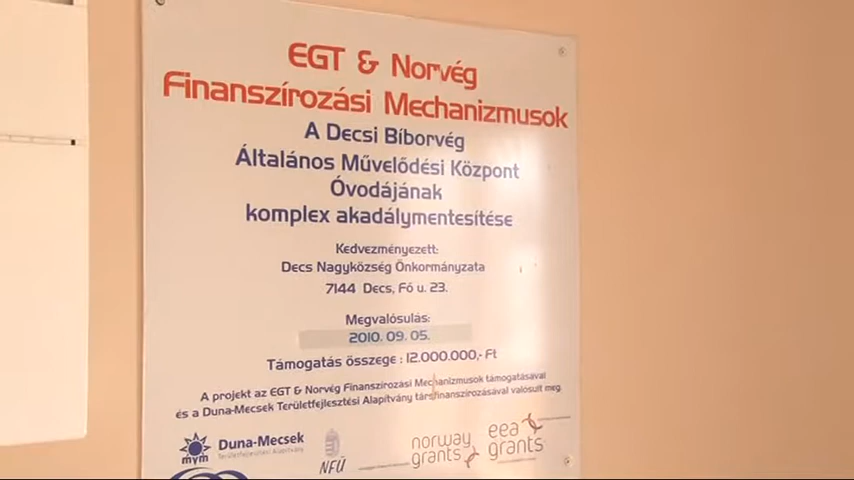 EGT & Norvég
Finanszírozási Mechanizmusok
A Decsi Bíborvég
Általános Művelődési Központ
Óvodájának
komplex akadálymentesítése
Kedvezményezett:
Decs Nagyközség Önkormányzata
7144 Decs, Fő u. 23.
Megvalósulás:
2010. 09. 05.
Támogatás összege : 12.000.000,- Ft
A projekt az EGT & Norvég Finanszírozási Mechanizmusok támogatásával
és a Duna-Mecsek Területfejlesztési Alapítvány társfinanszírozásával valósult meg.
mym
Duna-Mecsek
Területfejlesztési Alapítvány
NFÜ
norway
grants
eea
grants